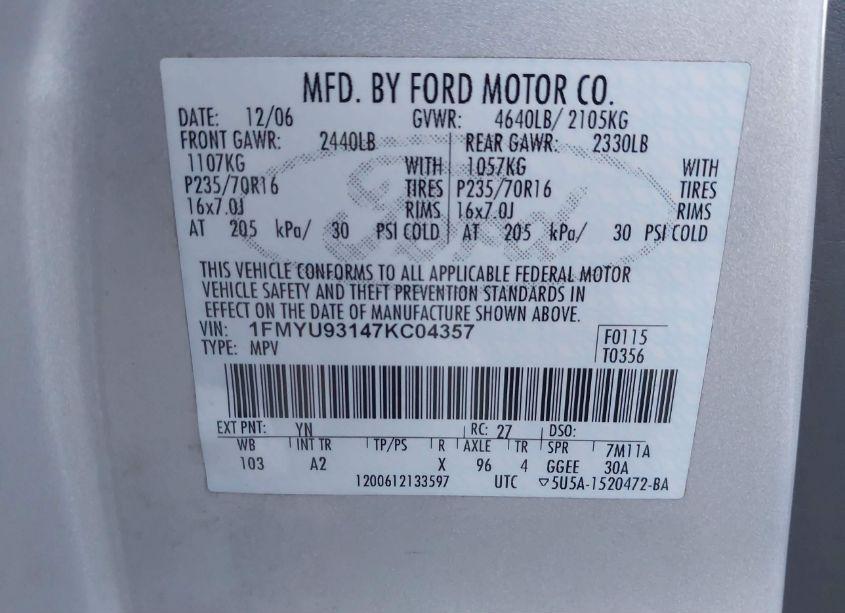 MFD. BY FORD MOTOR CO.
DATE: 12/06 GVWR: 4640LB/ 2105KG
FRONT GAWR: 2440LB REAR GAWR: 2330LB
1107KG WITH 1057KG WITH
P235/70R16 TIRES P235/70R16 TIRES
16x7.0J RIMS 16x7.0J RIMS
AT 205 kPa/ 30 PSI COLD AT 205 kPa/ 30 PSI COLD
Ford
THIS VEHICLE CONFORMS TO ALL APPLICABLE FEDERAL MOTOR
VEHICLE SAFETY AND THEFT PREVENTION STANDARDS IN
EFFECT ON THE DATE OF MANUFACTURE SHOWN ABOVE.
VIN: 1FMYU93147KC04357 F0115
TYPE: MPV T0356
EXT PNT: YN RC: 27 DSO:
WB INT TR TP/PS R AXLE TR SPR 7M11A
103 A2 X 96 4 GGEE 30A
1200612133597 UTC ▽5U5A-1520472-BA